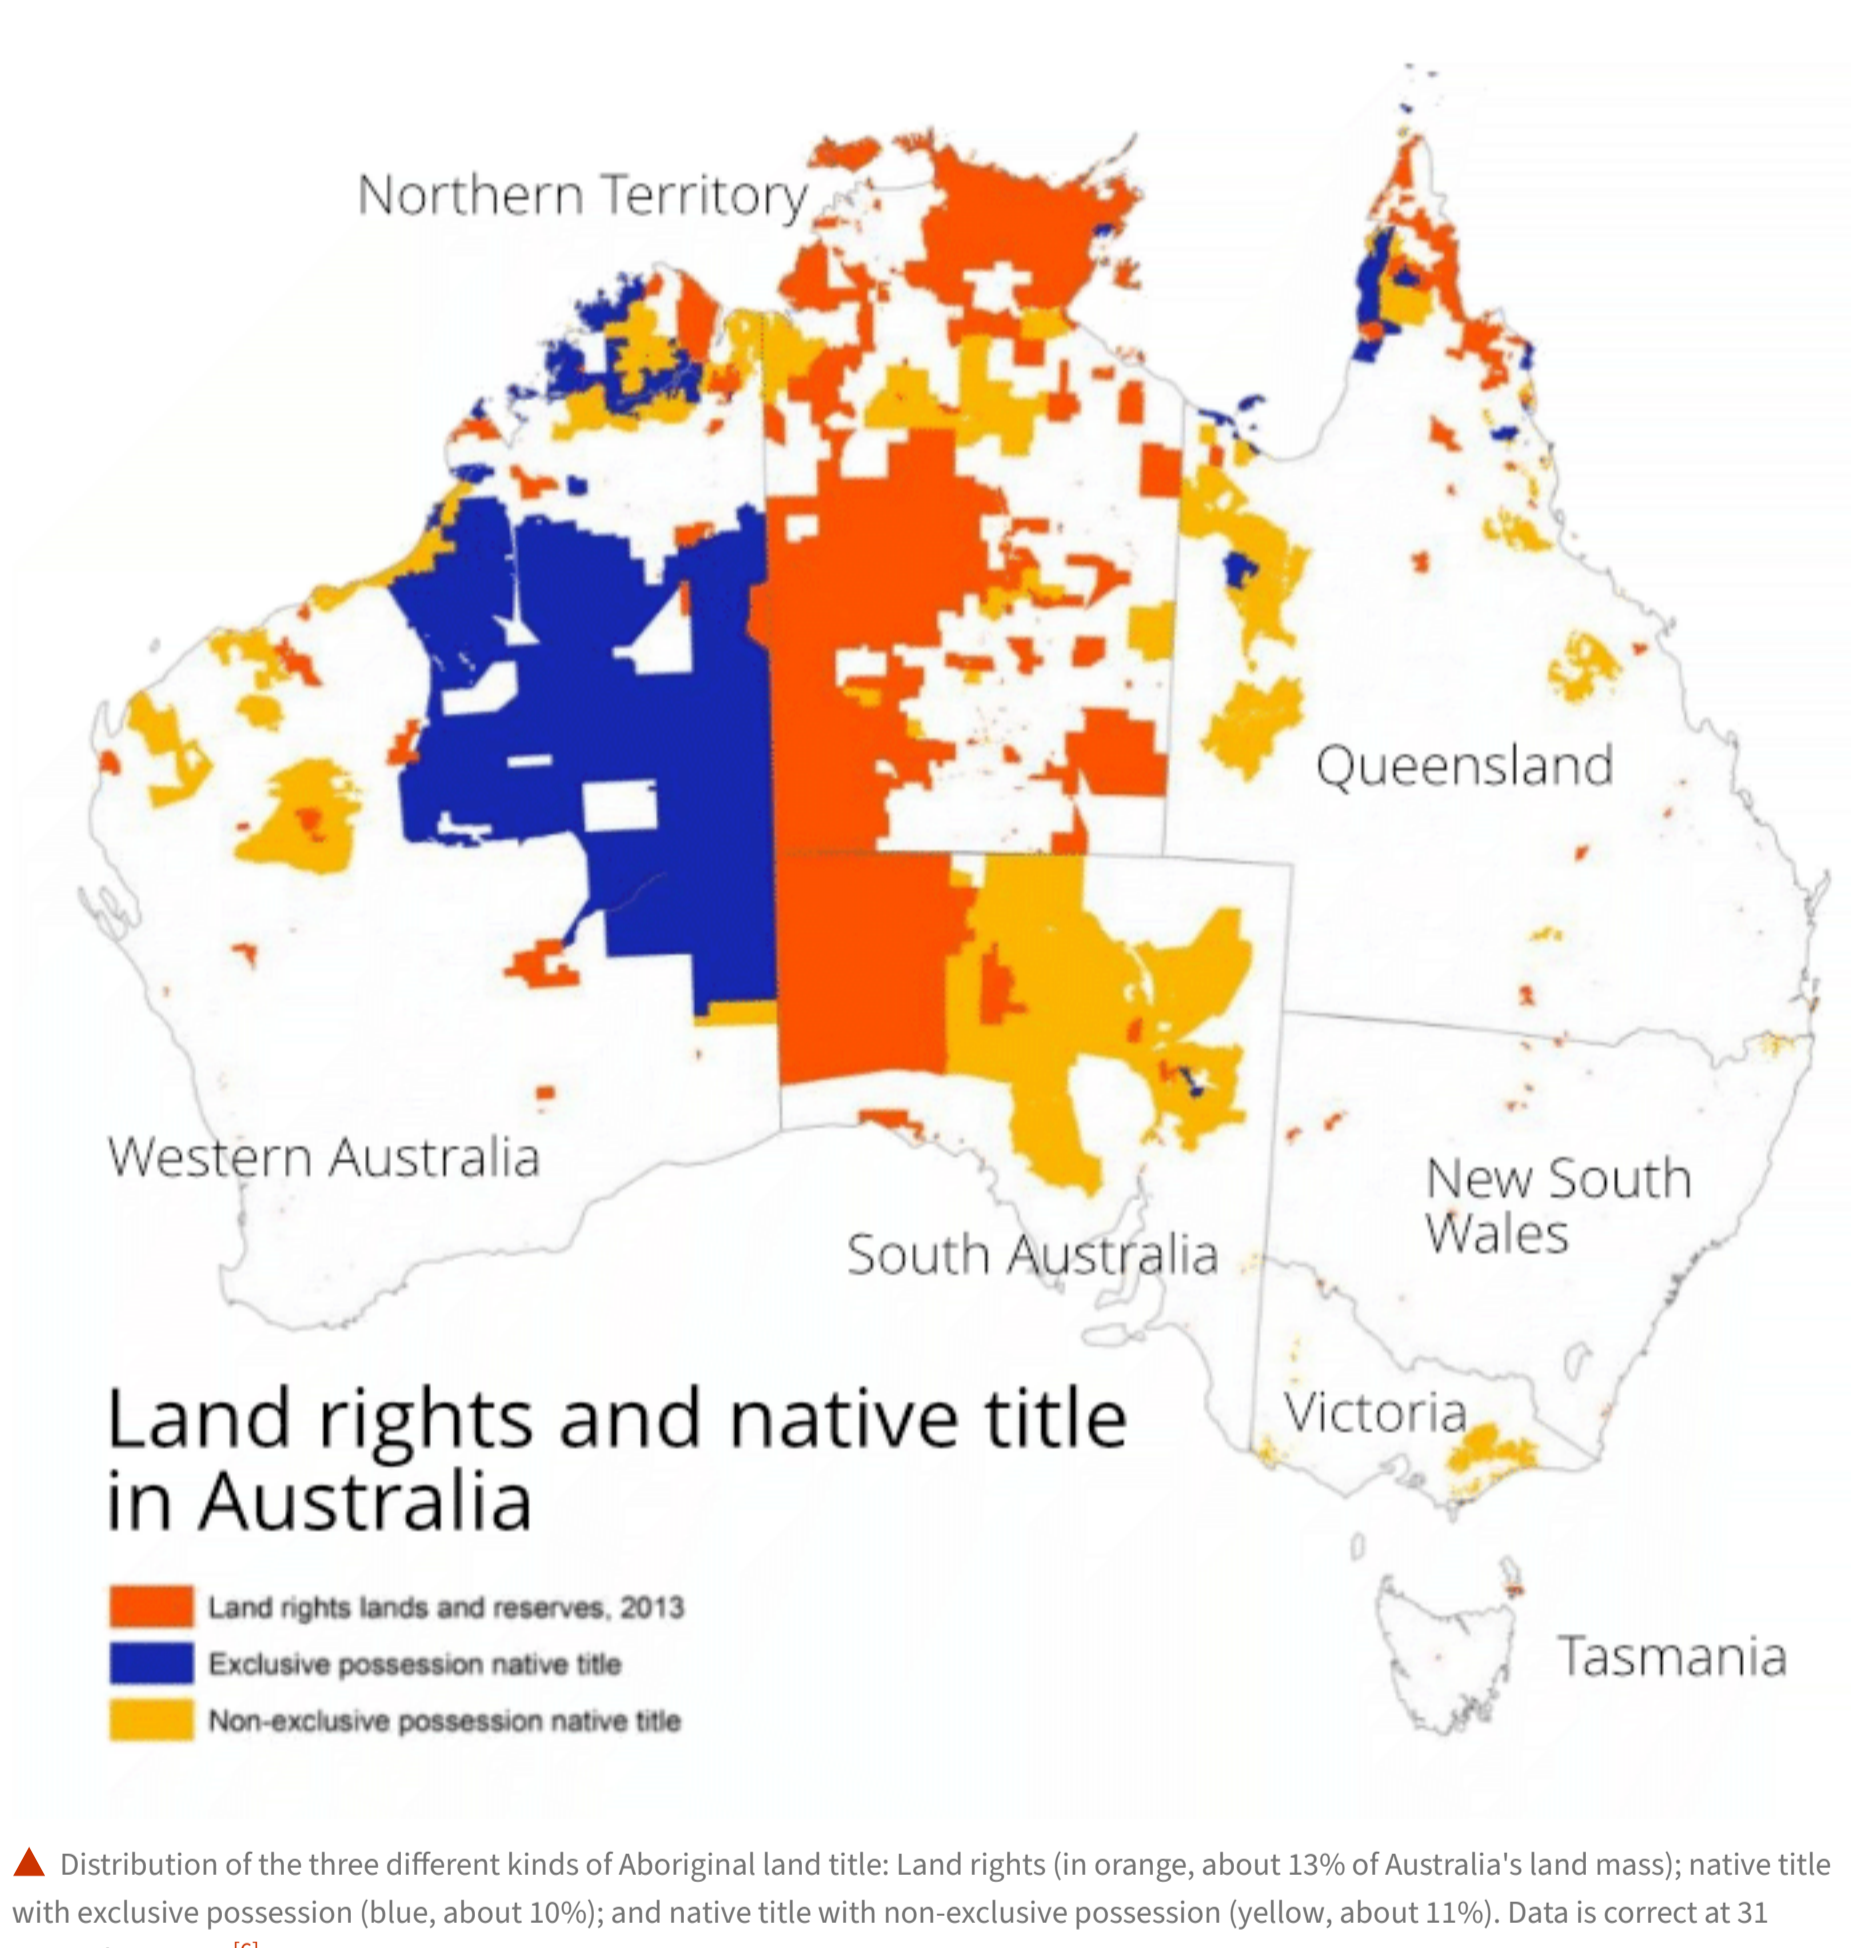 Northern Territory
Queensland
Western Australia
New South
Wales
South Australia
Victoria
Land rights and native title
in Australia
Land rights lands and reserves, 2013
Exclusive possession native title
Non-exclusive possession native title
Tasmania
Distribution of the three different kinds of Aboriginal land title: Land rights (in orange, about 13% of Australia's land mass); native title
with exclusive possession (blue, about 10%); and native title with non-exclusive possession (yellow, about 11%). Data is correct at 31